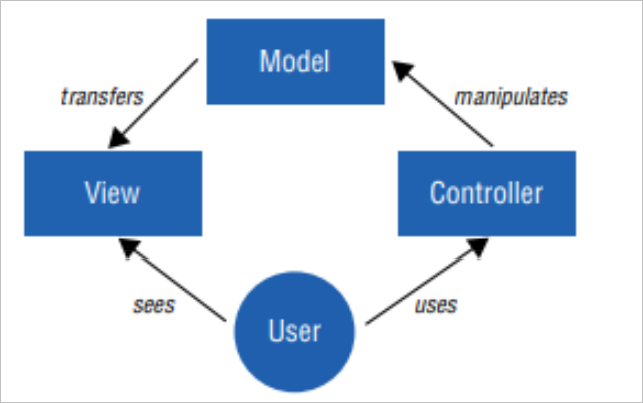 Model
transfers
manipulates
View
Controller
sees
uses
User